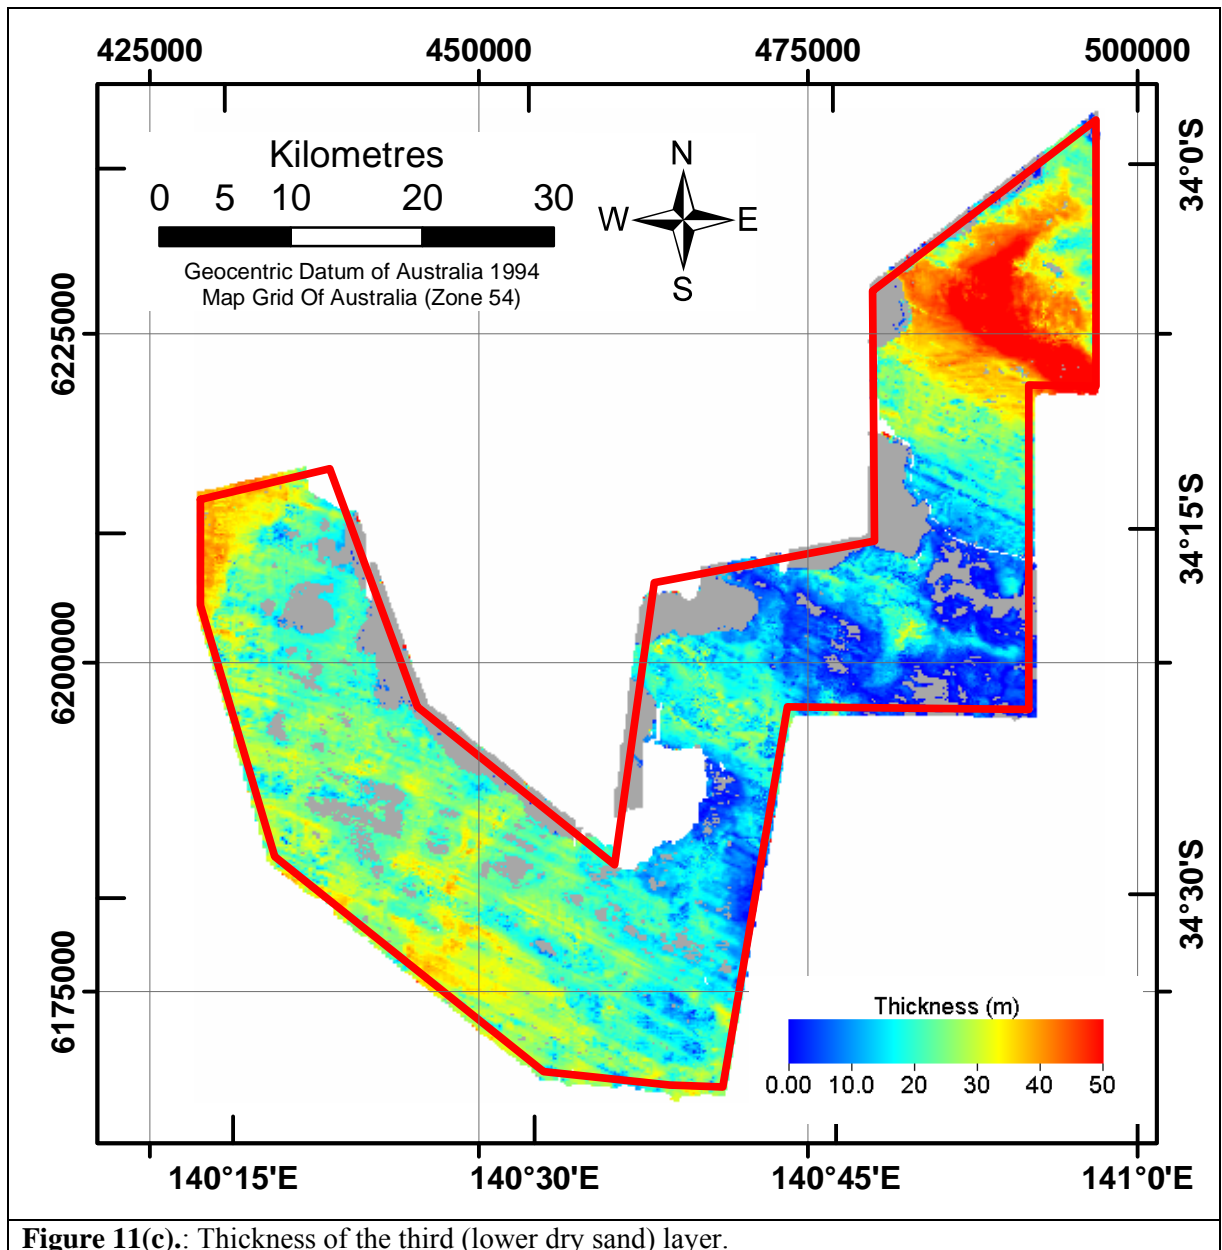 425000 450000 475000 500000
Kilometres
0 5 10 20 30
N
W E
S
Geocentric Datum of Australia 1994
Map Grid Of Australia (Zone 54)
34°0'S
6225000
34°15'S
6200000
34°30'S
6175000
Thickness (m)
0.00 10.0 20 30 40 50
140°15'E 140°30'E 140°45'E 141°0'E
Figure 11(c).: Thickness of the third (lower dry sand) layer.